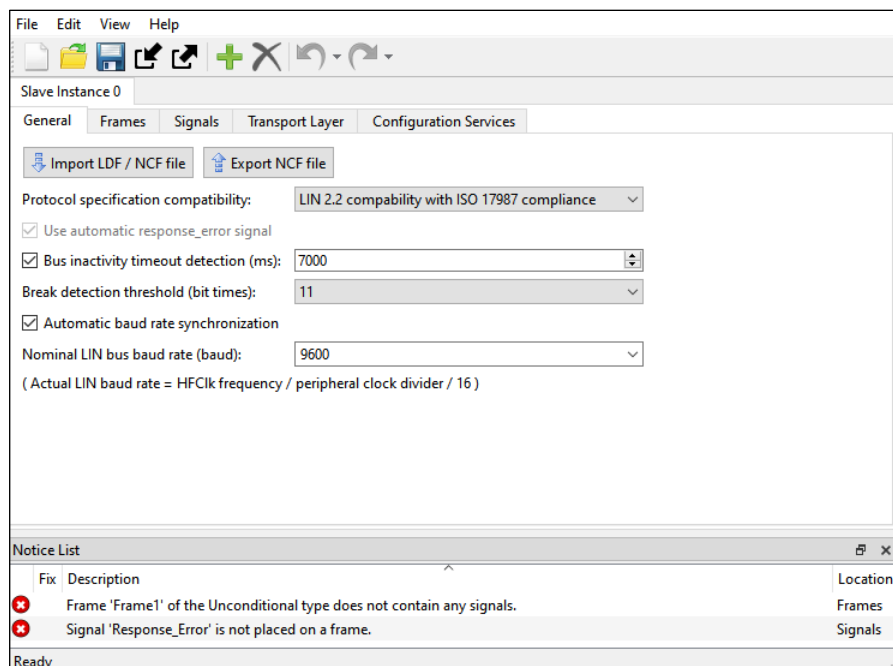 File Edit View Help
Slave Instance 0
General Frames Signals Transport Layer Configuration Services
Import LDF / NCF file Export NCF file
Protocol specification compatibility: LIN 2.2 compability with ISO 17987 compliance
Use automatic response_error signal
Bus inactivity timeout detection (ms): 7000
Break detection threshold (bit times): 11
Automatic baud rate synchronization
Nominal LIN bus baud rate (baud): 9600
( Actual LIN baud rate = HFClk frequency / peripheral clock divider / 16 )
Notice List
Fix Description Location
Frame 'Frame1' of the Unconditional type does not contain any signals. Frames
Signal 'Response_Error' is not placed on a frame. Signals
Ready